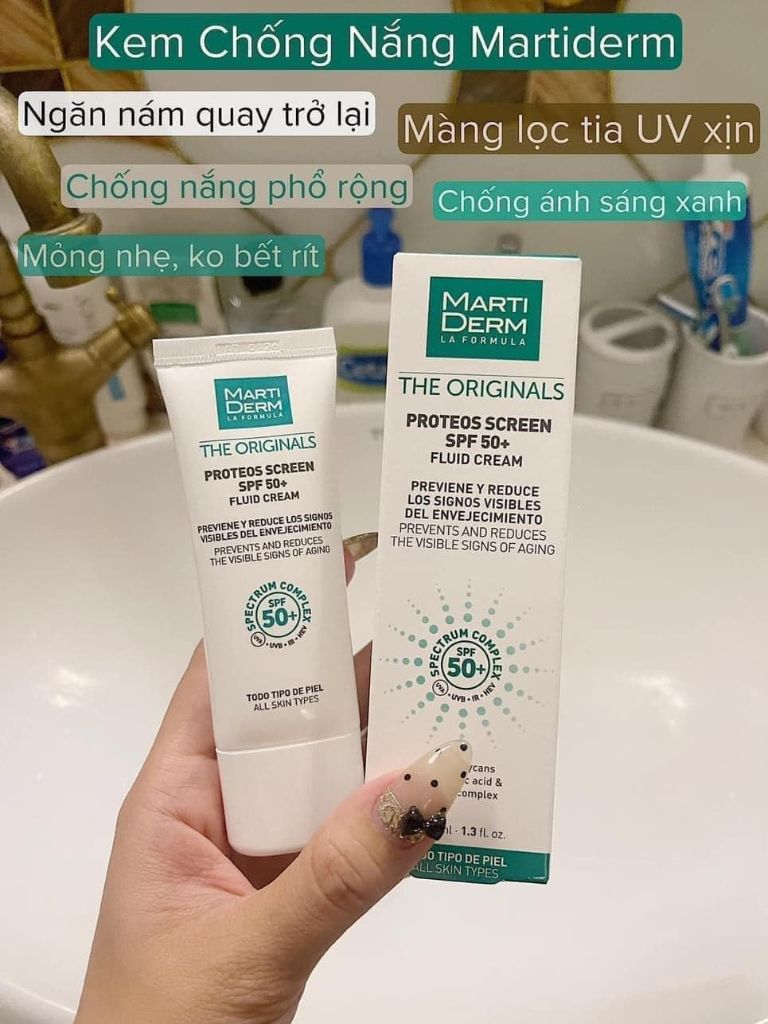 Kem Chống Nắng Martiderm
Ngăn nám quay trở lại
Màng lọc tia UV xịn
Chống nắng phổ rộng
Chống ánh sáng xanh
Mỏng nhẹ, ko bết rít
MARTI
DERM
LA FORMULA
THE ORIGINALS
PROTEOS SCREEN
SPF 50+
FLUID CREAM
PREVIENE Y REDUCE LOS SIGNOS
VISIBLES DEL ENVEJECIMIENTO
PREVENTS AND REDUCES
THE VISIBLE SIGNS OF AGING
SPECTRUM COMPLEX
SPF
50+
UVA • UVB • IR • HEV
TODO TIPO DE PIEL
ALL SKIN TYPES
MARTI
DERM
LA FORMULA
THE ORIGINALS
PROTEOS SCREEN
SPF 50+
FLUID CREAM
PREVIENE Y REDUCE
LOS SIGNOS VISIBLES
DEL ENVEJECIMIENTO
PREVENTS AND REDUCES
THE VISIBLE SIGNS OF AGING
SPECTRUM COMPLEX
SPF
50+
UVA • UVB • IR • HEV
acid &
1.3 fl. oz.
TIPO DE PIEL
ALL SKIN TYPES